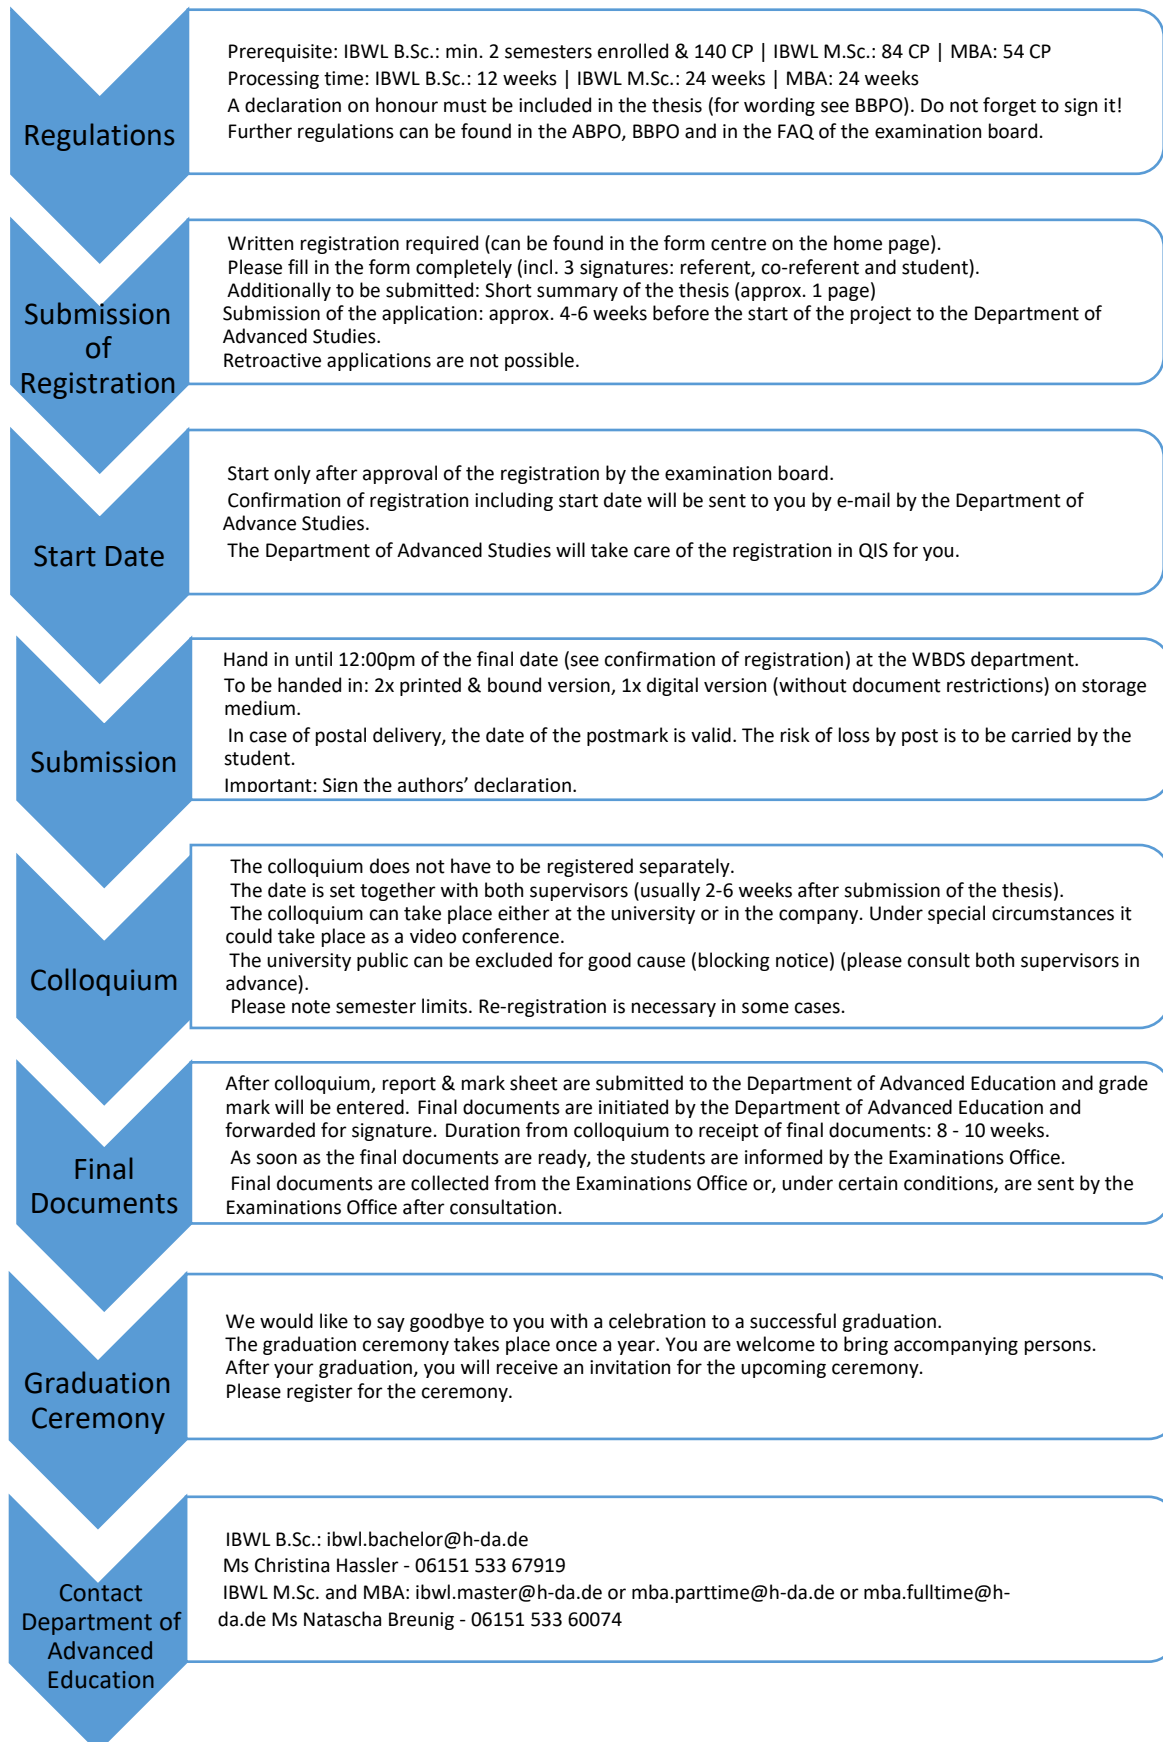 Regulations
Prerequisite: IBWL B.Sc.: min. 2 semesters enrolled & 140 CP | IBWL M.Sc.: 84 CP | MBA: 54 CP
Processing time: IBWL B.Sc.: 12 weeks | IBWL M.Sc.: 24 weeks | MBA: 24 weeks
A declaration on honour must be included in the thesis (for wording see BBPO). Do not forget to sign it!
Further regulations can be found in the ABPO, BBPO and in the FAQ of the examination board.
Submission
of
Registration
Written registration required (can be found in the form centre on the home page).
Please fill in the form completely (incl. 3 signatures: referent, co-referent and student).
Additionally to be submitted: Short summary of the thesis (approx. 1 page)
Submission of the application: approx. 4-6 weeks before the start of the project to the Department of
Advanced Studies.
Retroactive applications are not possible.
Start Date
Start only after approval of the registration by the examination board.
Confirmation of registration including start date will be sent to you by e-mail by the Department of
Advance Studies.
The Department of Advanced Studies will take care of the registration in QIS for you.
Submission
Hand in until 12:00pm of the final date (see confirmation of registration) at the WBDS department.
To be handed in: 2x printed & bound version, 1x digital version (without document restrictions) on storage
medium.
In case of postal delivery, the date of the postmark is valid. The risk of loss by post is to be carried by the
student.
Important: Sign the authors’ declaration.
Colloquium
The colloquium does not have to be registered separately.
The date is set together with both supervisors (usually 2-6 weeks after submission of the thesis).
The colloquium can take place either at the university or in the company. Under special circumstances it
could take place as a video conference.
The university public can be excluded for good cause (blocking notice) (please consult both supervisors in
advance).
Please note semester limits. Re-registration is necessary in some cases.
Final
Documents
After colloquium, report & mark sheet are submitted to the Department of Advanced Education and grade
mark will be entered. Final documents are initiated by the Department of Advanced Education and
forwarded for signature. Duration from colloquium to receipt of final documents: 8 - 10 weeks.
As soon as the final documents are ready, the students are informed by the Examinations Office.
Final documents are collected from the Examinations Office or, under certain conditions, are sent by the
Examinations Office after consultation.
Graduation
Ceremony
We would like to say goodbye to you with a celebration to a successful graduation.
The graduation ceremony takes place once a year. You are welcome to bring accompanying persons.
After your graduation, you will receive an invitation for the upcoming ceremony.
Please register for the ceremony.
Contact
Department of
Advanced
Education
IBWL B.Sc.: ibwl.bachelor@h-da.de
Ms Christina Hassler - 06151 533 67919
IBWL M.Sc. and MBA: ibwl.master@h-da.de or mba.parttime@h-da.de or mba.fulltime@h-
da.de Ms Natascha Breunig - 06151 533 60074